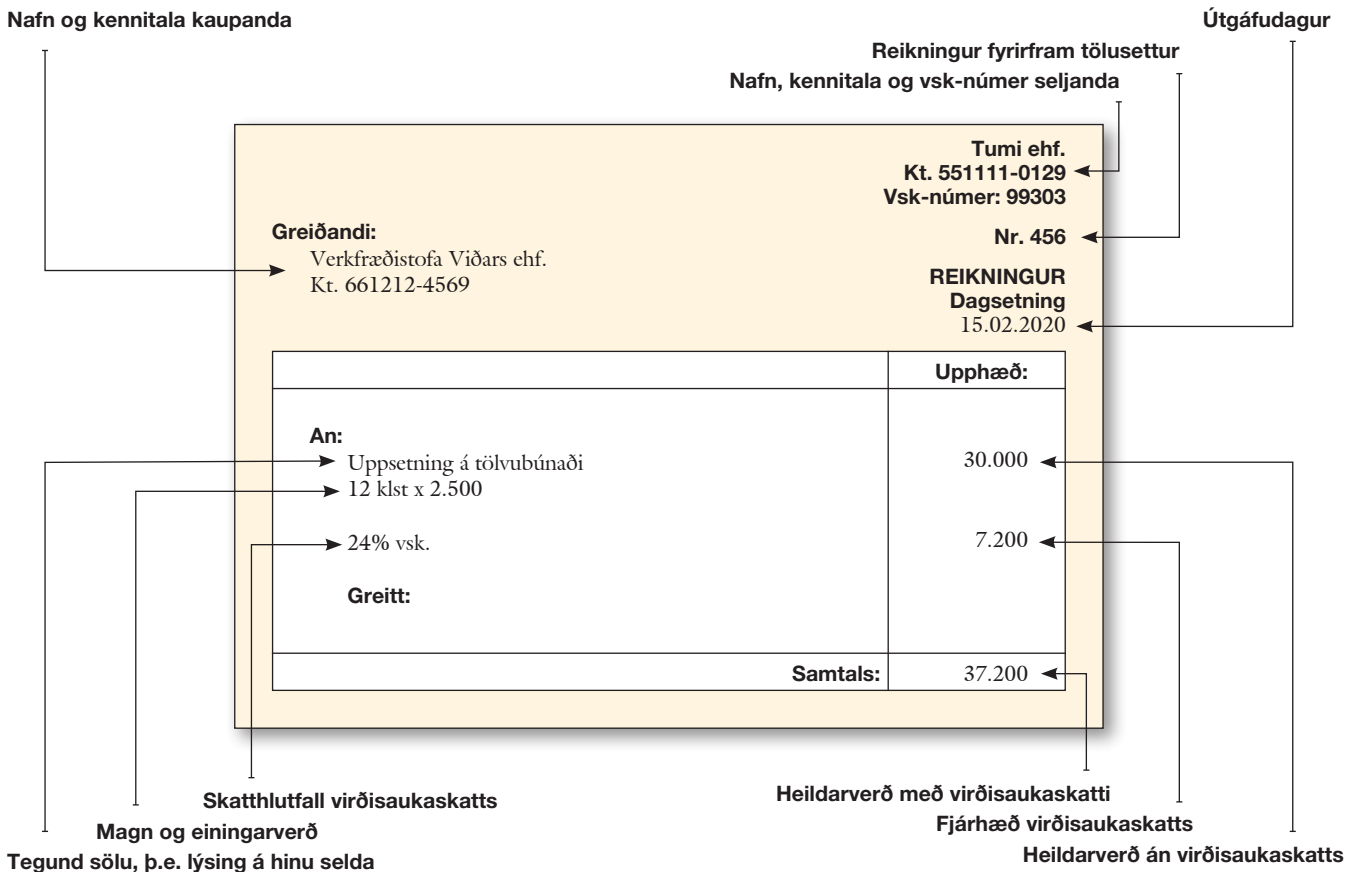 Nafn og kennitala kaupanda
Útgáfudagur
Reikningur fyrirfram tölusettur
Nafn, kennitala og vsk-númer seljanda
Tumi ehf.
Kt. 551111-0129
Vsk-númer: 99303
Nr. 456
Greiðandi:
Verkfræðistofa Viðars ehf.
Kt. 661212-4569
REIKNINGUR
Dagsetning
15.02.2020
Upphæð:
An:
Uppsetning á tölvubúnaði
30.000
12 klst x 2.500
24% vsk.
7.200
Greitt:
Samtals:
37.200
Skatthlutfall virðisaukaskatts
Heildarverð með virðisaukaskatti
Magn og einingarverð
Fjárhæð virðisaukaskatts
Tegund sölu, þ.e. lýsing á hinu selda
Heildarverð án virðisaukaskatts